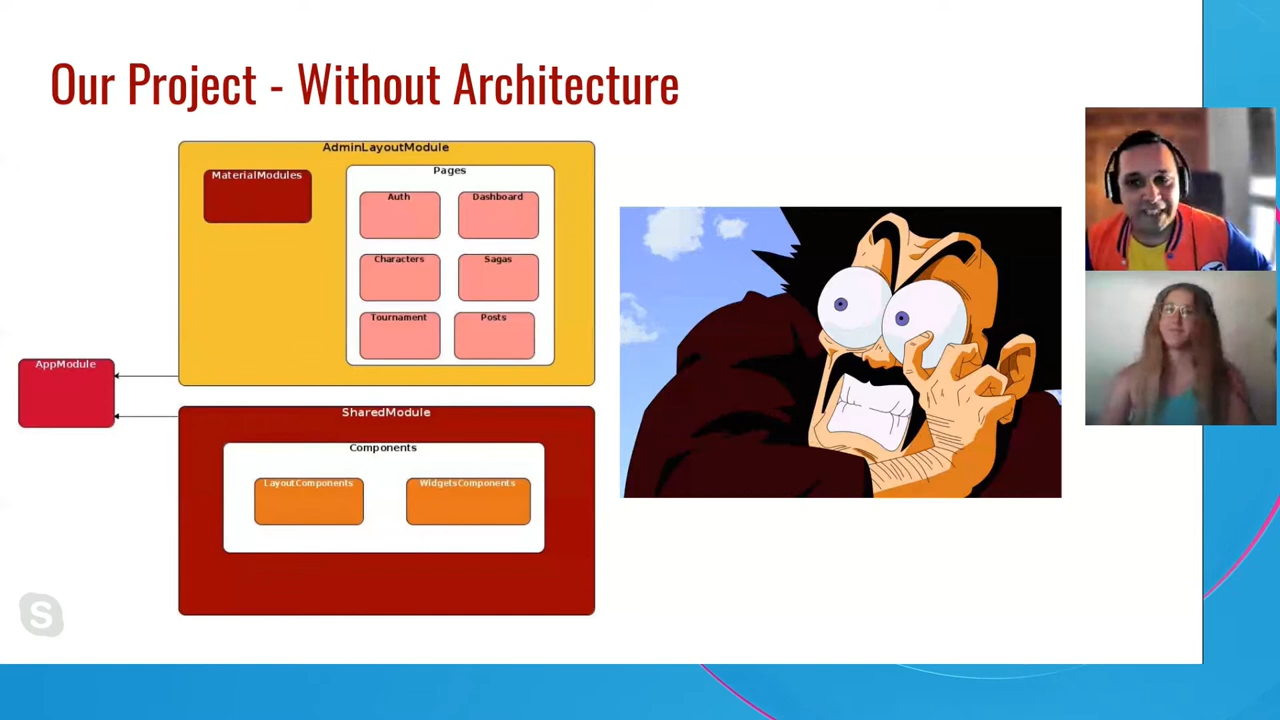 Our Project - Without Architecture
AdminLayoutModule
MaterialModules
Pages
Auth
Dashboard
Characters
Sagas
Tournament
Posts
AppModule
SharedModule
Components
LayoutComponents
WidgetsComponents
S